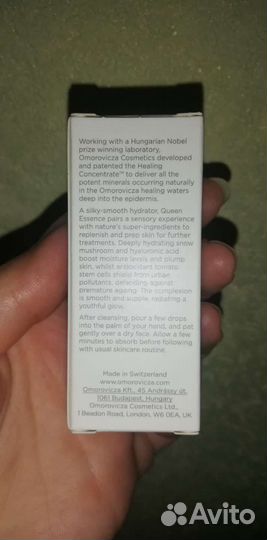 Working with a Hungarian Nobel
prize winning laboratory,
Omorovicza Cosmetics developed
and patented the Healing
Concentrate™ to deliver all the
potent minerals occurring naturally
in the Omorovicza healing waters
deep into the epidermis.
A silky-smooth hydrator, Queen
Essence pairs a sensory experience
with nature's super-ingredients to
replenish and prep skin for further
treatments. Deeply hydrating snow
mushroom and hyaluronic acid
boost moisture levels and plump
skin, whilst antioxidant tomato
stem cells shield from urban
pollutants, defending against
premature ageing. The complexion
is smooth and supple, radiating a
youthful glow.
After cleansing, pour a few drops
into the palm of your hand, and pat
gently over a dry face. Allow a few
minutes to absorb before following
with usual skincare routine.
Made in Switzerland
www.omorovicza.com
Omorovicza Kft., 45 Andrássy út,
1061 Budapest, Hungary
Omorovicza Cosmetics Ltd.,
1 Beadon Road, London, W6 0EA, UK
Avito